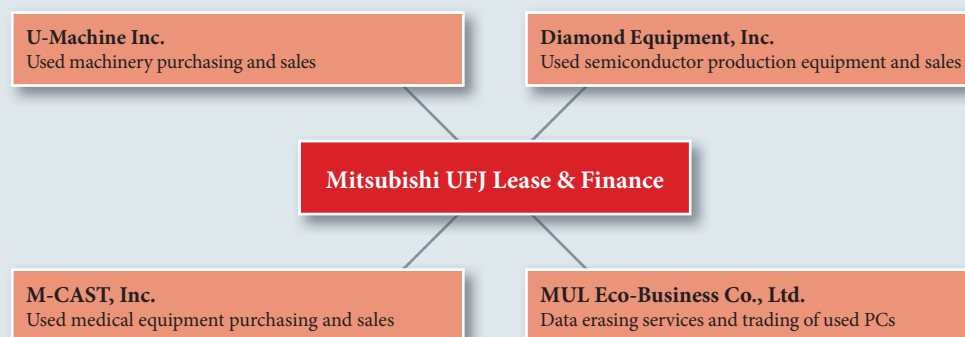 U-Machine Inc.
Used machinery purchasing and sales
Diamond Equipment, Inc.
Used semiconductor production equipment and sales
Mitsubishi UFJ Lease & Finance
M-CAST, Inc.
Used medical equipment purchasing and sales
MUL Eco-Business Co., Ltd.
Data erasing services and trading of used PCs